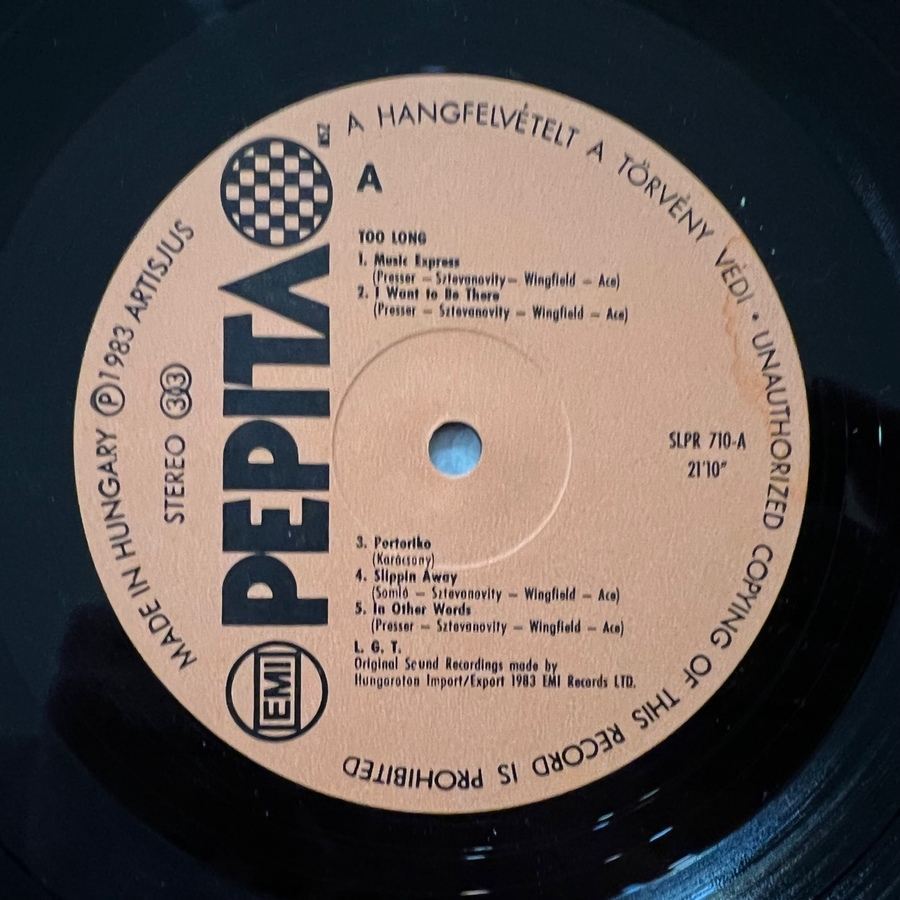 A HANGFELVÉTELT A TÖRVÉNY VÉDI • UNAUTHORIZED COPYING OF THIS RECORD IS PROHIBITED
MADE IN HUNGARY Ⓟ 1983 ARTISJUS
STEREO 33
PEPITA
EMI
A
TOO LONG
1. Music Express
(Presser – Sztevanovity – Wingfield – Ace)
2. I Want to Be There
(Presser – Sztevanovity – Wingfield – Ace)
SLPR 710-A
21'10"
3. Portoriko
(Karácsony)
4. Slippin Away
(Somló – Sztevanovity – Wingfield – Ace)
5. In Other Words
(Presser – Sztevanovity – Wingfield – Ace)
L. G. T.
Original Sound Recordings made by
Hungaroton Import/Export 1983 EMI Records LTD.